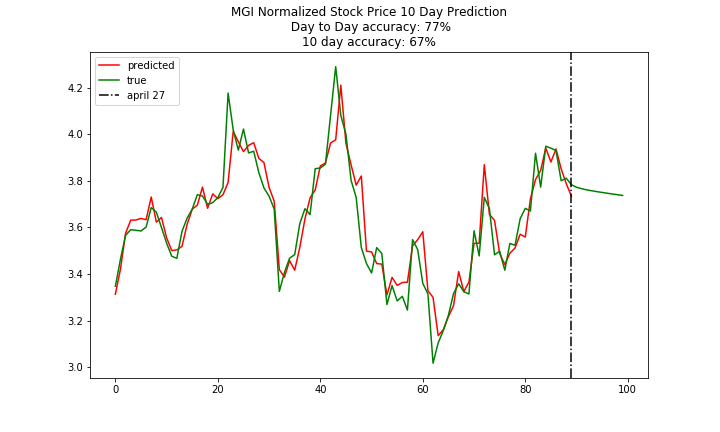 MGI Normalized Stock Price 10 Day Prediction
Day to Day accuracy: 77%
10 day accuracy: 67%
predicted
true
april 27
4.2
4.0
3.8
3.6
3.4
3.2
3.0
0 20 40 60 80 100